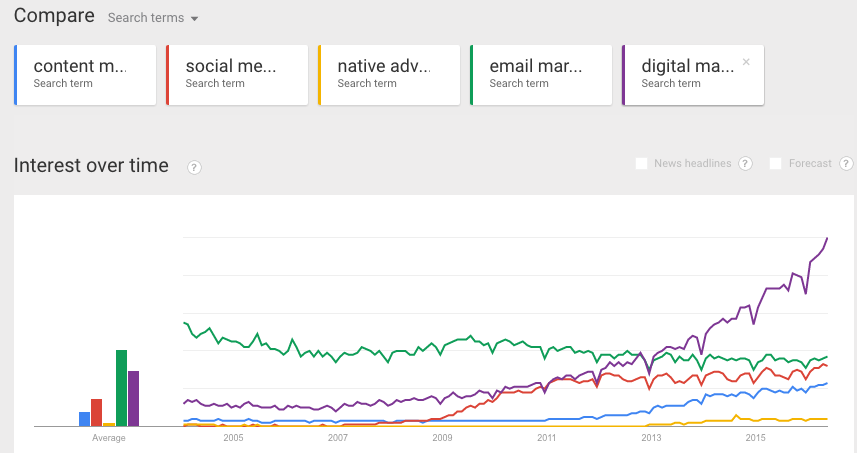 Compare Search terms
content m... social me... native adv... email mar... digital ma... ×
Search term Search term Search term Search term Search term
Interest over time ? News headlines ? Forecast ?
Average 2005 2007 2009 2011 2013 2015